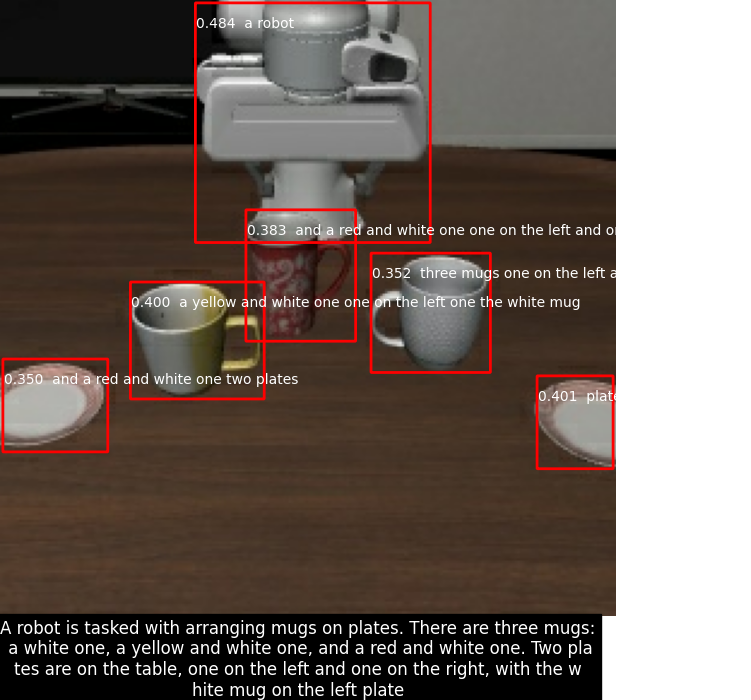 0.484 a robot
0.383 and a red and white one one on the left and o
0.352 three mugs one on the left a
0.400 a yellow and white one one on the left one the white mug
0.350 and a red and white one two plates
0.401 plate
A robot is tasked with arranging mugs on plates. There are three mugs:
a white one, a yellow and white one, and a red and white one. Two pla
tes are on the table, one on the left and one on the right, with the w
hite mug on the left plate